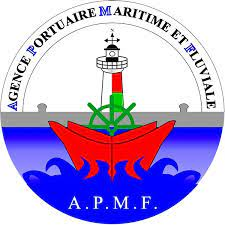 AGENCE PORTUAIRE MARITIME ET FLUVIALE
A.P.M.F.